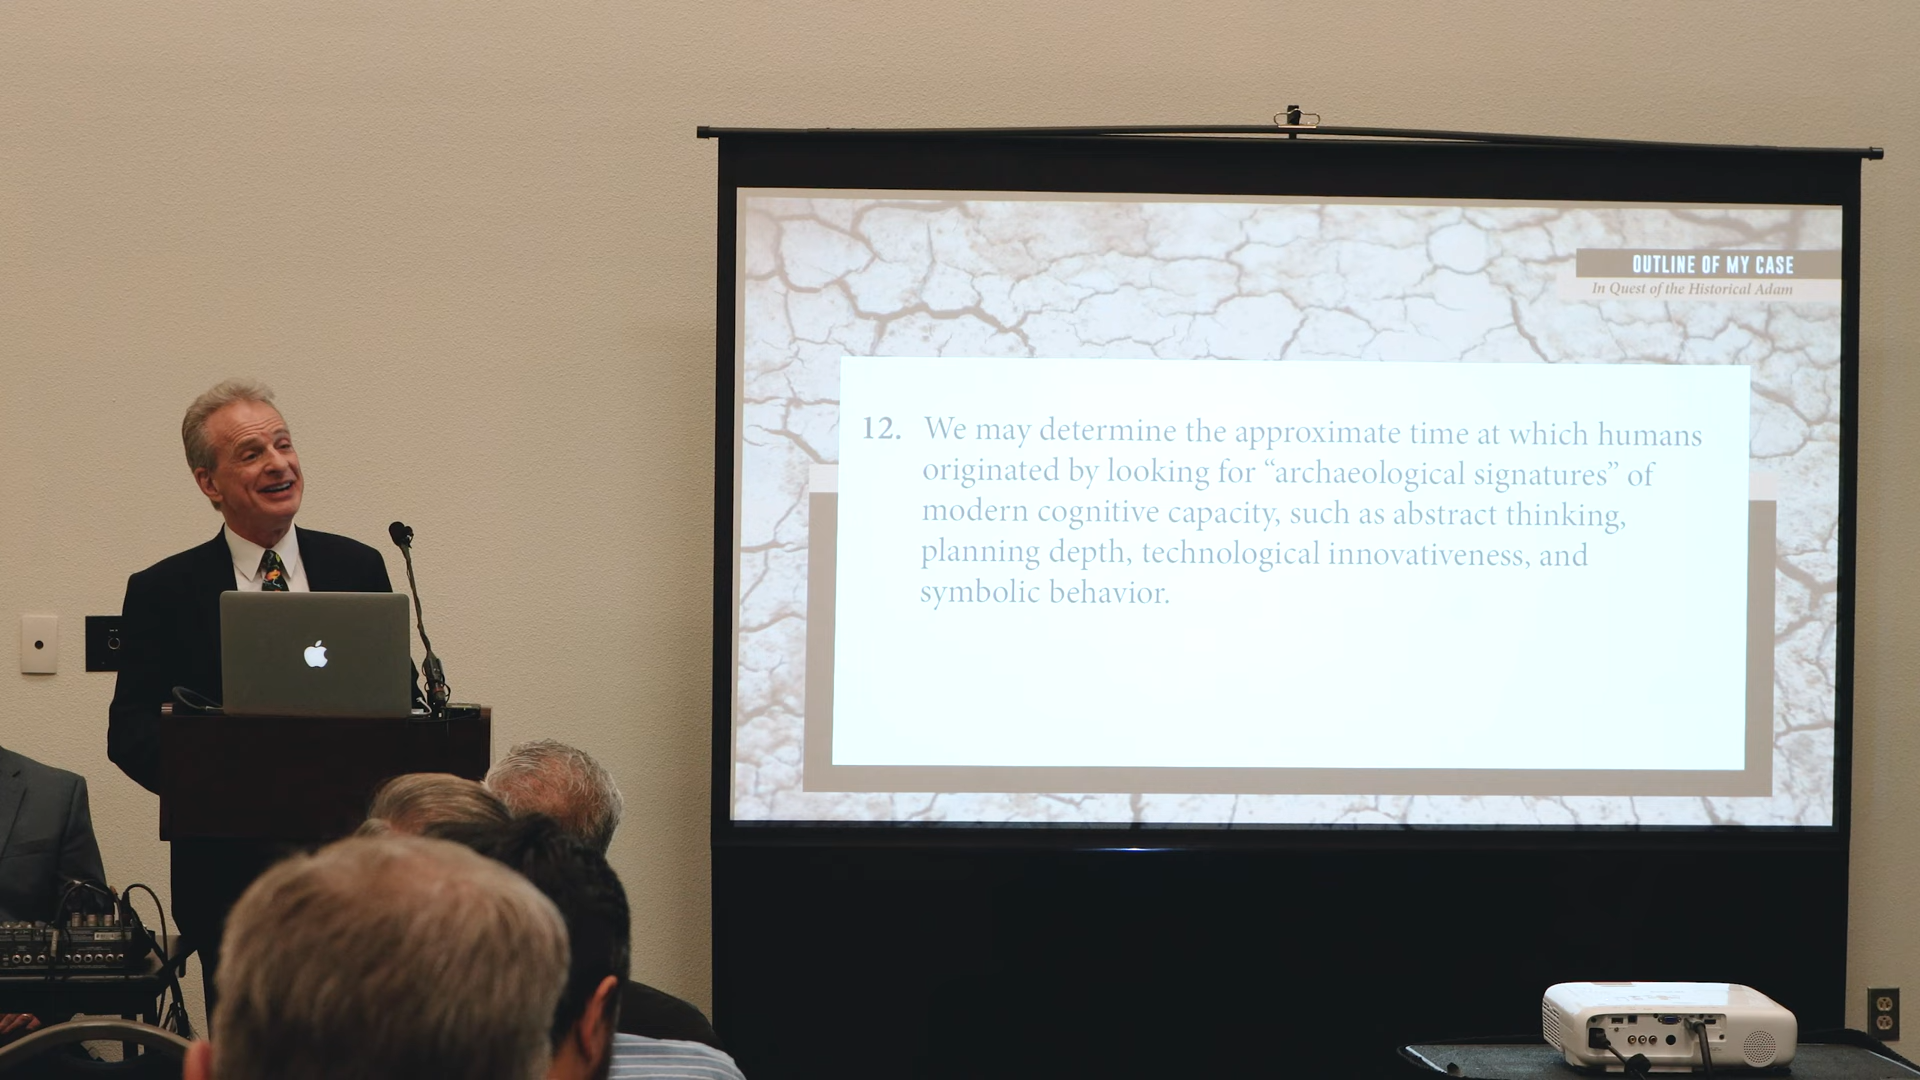 OUTLINE OF MY CASE
In Quest of the Historical Adam
12. We may determine the approximate time at which humans
originated by looking for “archaeological signatures” of
modern cognitive capacity, such as abstract thinking,
planning depth, technological innovativeness, and
symbolic behavior.